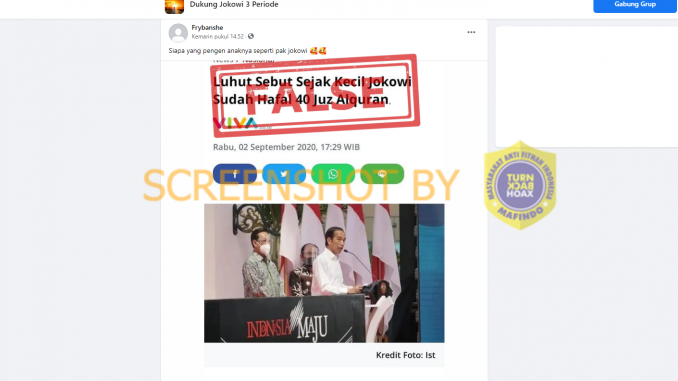 Dukung Jokowi 3 Periode
Gabung Grup
Frybanshe
Kemarin pukul 14.52
Siapa yang pengen anaknya seperti pak jokowi 🥰🥰
News / Nasional
Luhut Sebut Sejak Kecil Jokowi
Sudah Hafal 40 Juz Alquran
FALSE
VIVA
Rabu, 02 September 2020, 17:29 WIB
SCREENSHOT BY
MASYARAKAT ANTI FITNAH INDONESIA
TURN
BACK
HOAX
MAFINDO
INDONESIA
MAJU
Kredit Foto: Ist